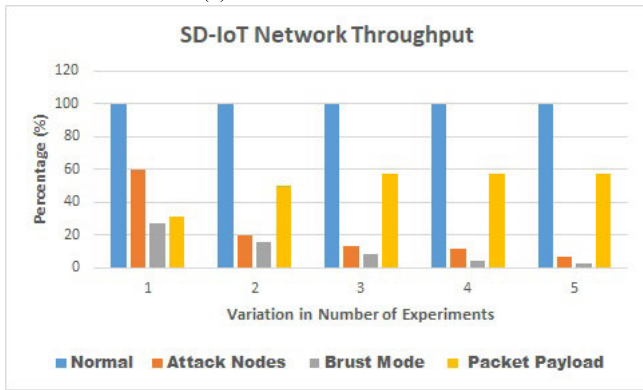 SD-IoT Network Throughput
120
100
80
60
40
20
0
Percentage (%)
1 2 3 4 5
Variation in Number of Experiments
Normal Attack Nodes Brust Mode Packet Payload